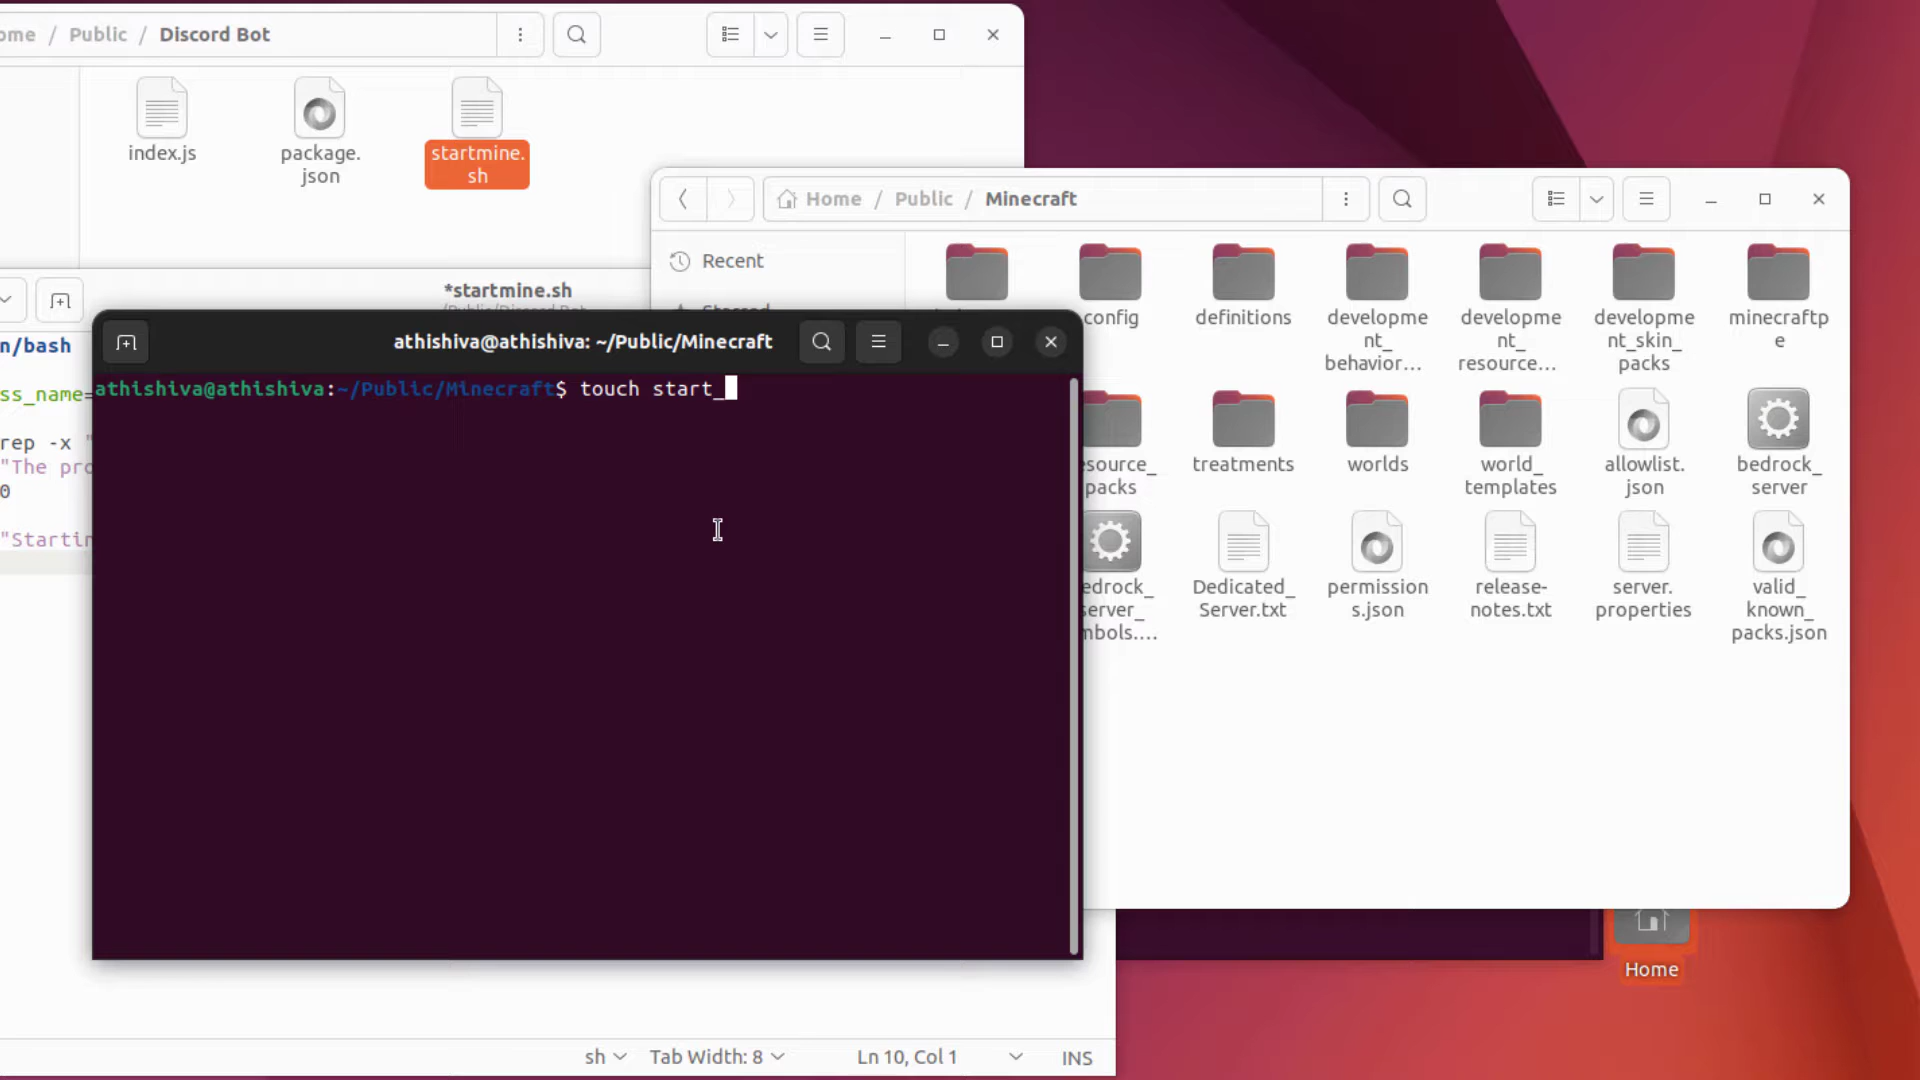 ome / Public / Discord Bot
index.js
package.
json
startmine.
sh
Home / Public / Minecraft
Recent
*startmine.sh
n/bash
ss_name=
rep -x "
"The pro
0
"Startin
athishiva@athishiva: ~/Public/Minecraft
athishiva@athishiva:~/Public/Minecraft$ touch start_
config
definitions
developme
nt_
behavior...
developme
nt_
resource...
developme
nt_skin_
packs
minecraftp
e
esource_
packs
treatments
worlds
world_
templates
allowlist.
json
bedrock_
server
edrock_
server_
mbols....
Dedicated_
Server.txt
permission
s.json
release-
notes.txt
server.
properties
valid_
known_
packs.json
Home
sh
Tab Width: 8
Ln 10, Col 1
INS